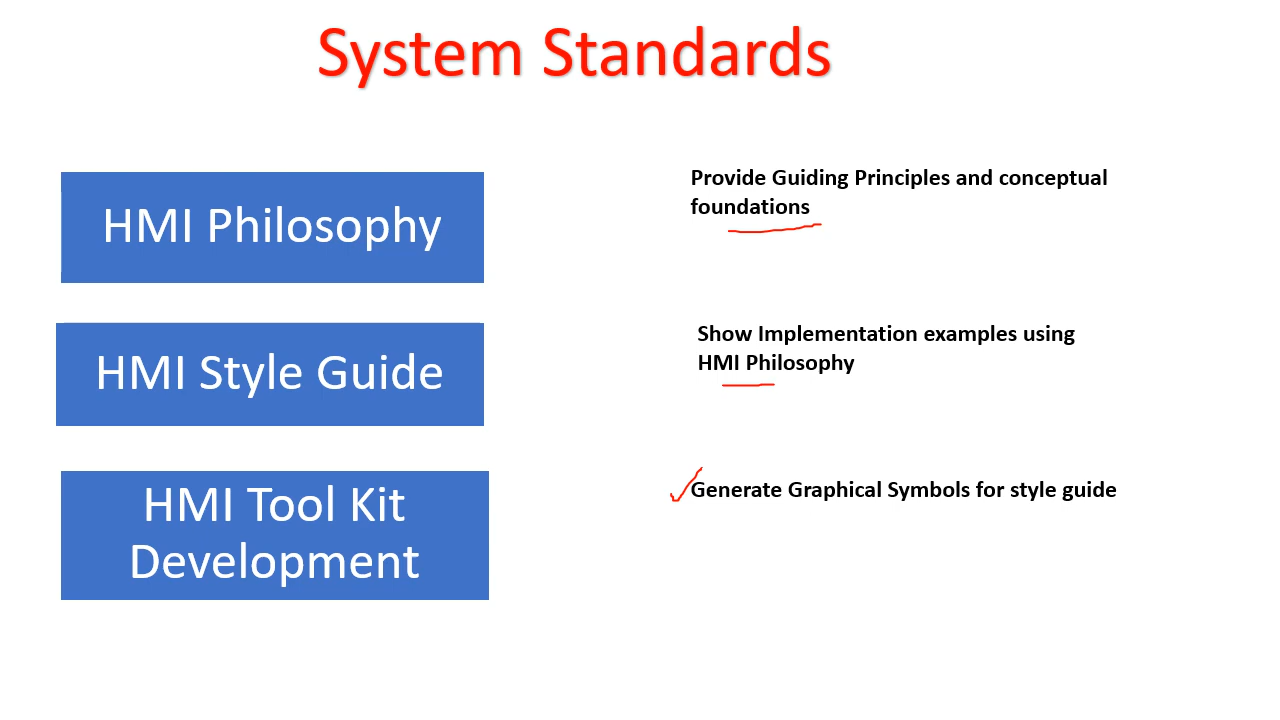 System Standards
HMI Philosophy
Provide Guiding Principles and conceptual
foundations
HMI Style Guide
Show Implementation examples using
HMI Philosophy
HMI Tool Kit
Development
Generate Graphical Symbols for style guide